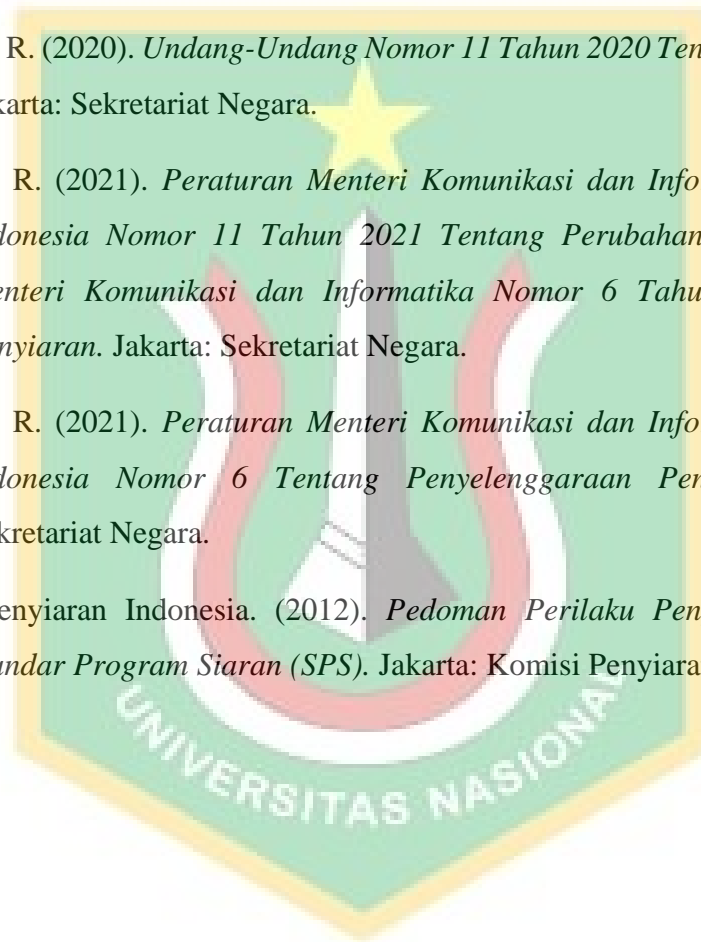 R. (2020). Undang-Undang Nomor 11 Tahun 2020 Ten
karta: Sekretariat Negara.
R. (2021). Peraturan Menteri Komunikasi dan Info
donesia Nomor 11 Tahun 2021 Tentang Perubahan
enteri Komunikasi dan Informatika Nomor 6 Tahu
nyiaran. Jakarta: Sekretariat Negara.
R. (2021). Peraturan Menteri Komunikasi dan Info
donesia Nomor 6 Tentang Penyelenggaraan Pen
kretariat Negara.
enyiaran Indonesia. (2012). Pedoman Perilaku Pen
andar Program Siaran (SPS). Jakarta: Komisi Penyiara
UNIVERSITAS NASIONAL